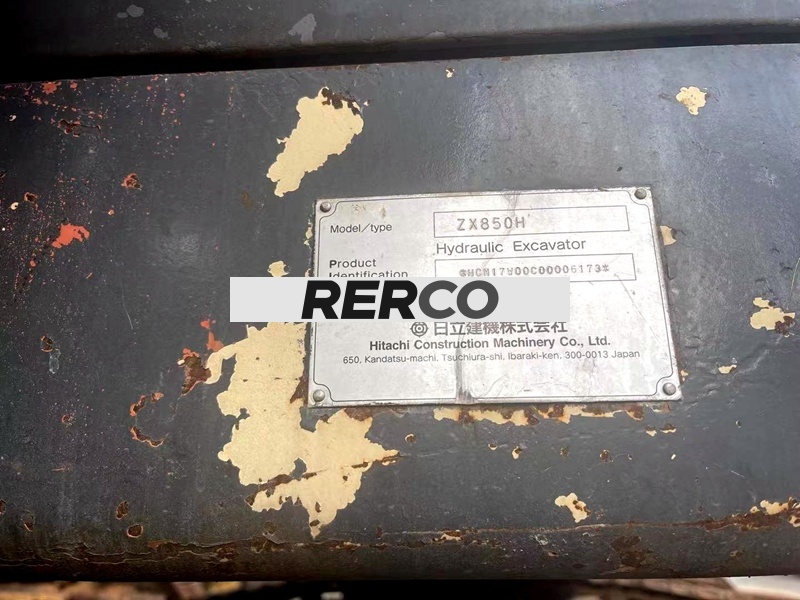 Model/type ZX850H
Hydraulic Excavator
Product
Identification *HCM17W00C00006173*
RERCO
日立建機株式会社
Hitachi Construction Machinery Co., Ltd.
650, Kandatsu-machi, Tsuchiura-shi, Ibaraki-ken, 300-0013 Japan